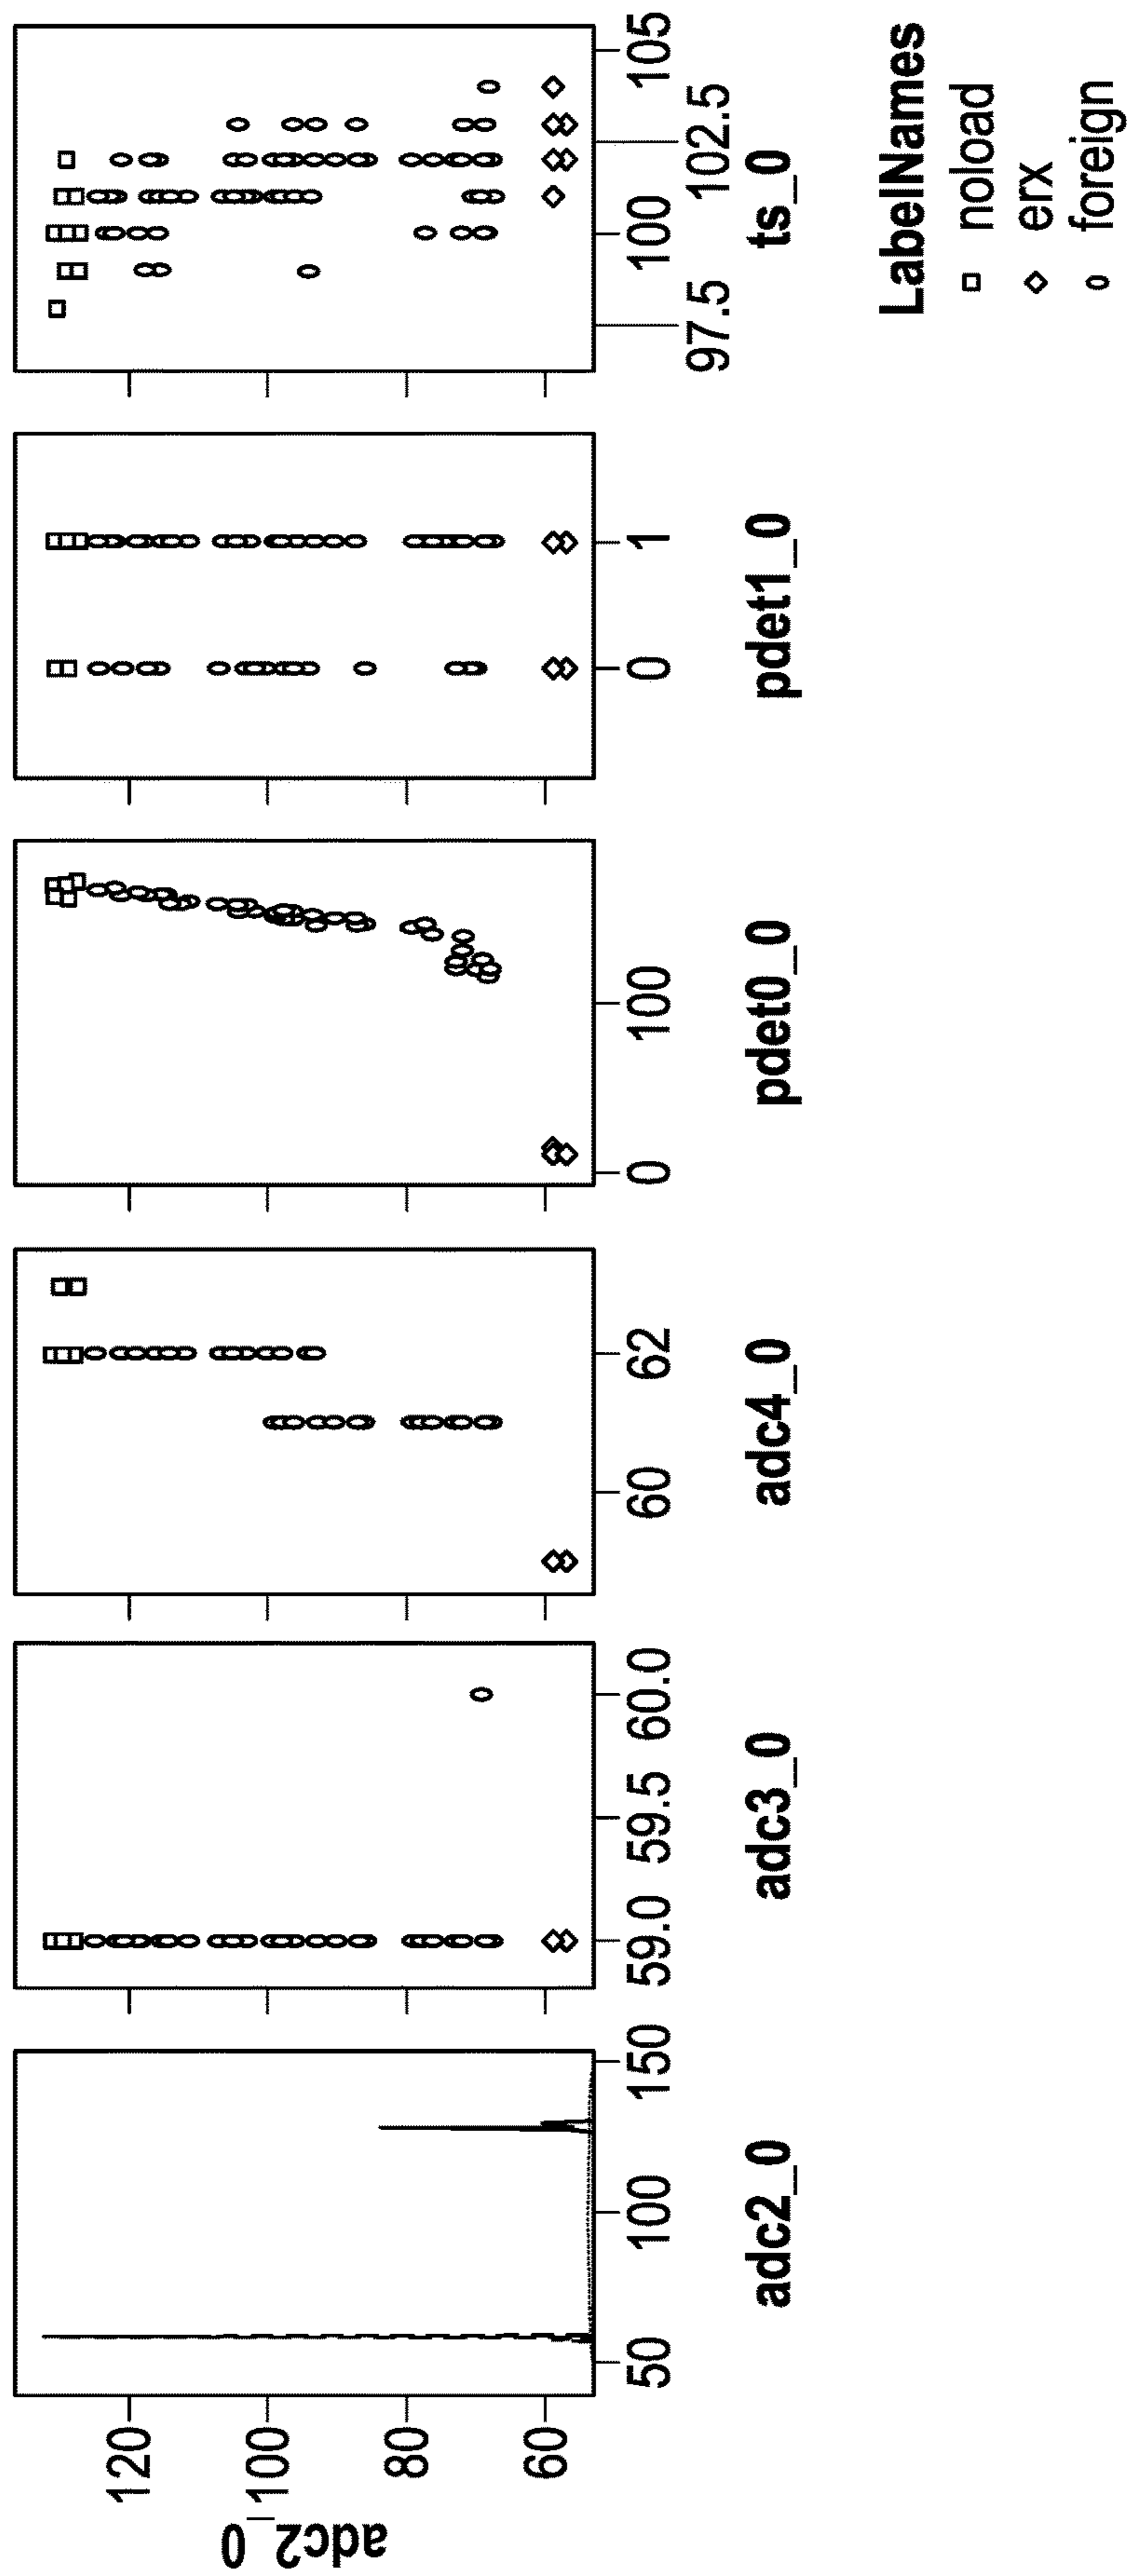 adc2_0
120
100
80
60
50 100 150
adc2_0
59.0 59.5 60.0
adc3_0
60 62
adc4_0
0 100
pdet0_0
0 1
pdet1_0
97.5 100 102.5 105
ts_0
LabelNames
noload
erx
foreign